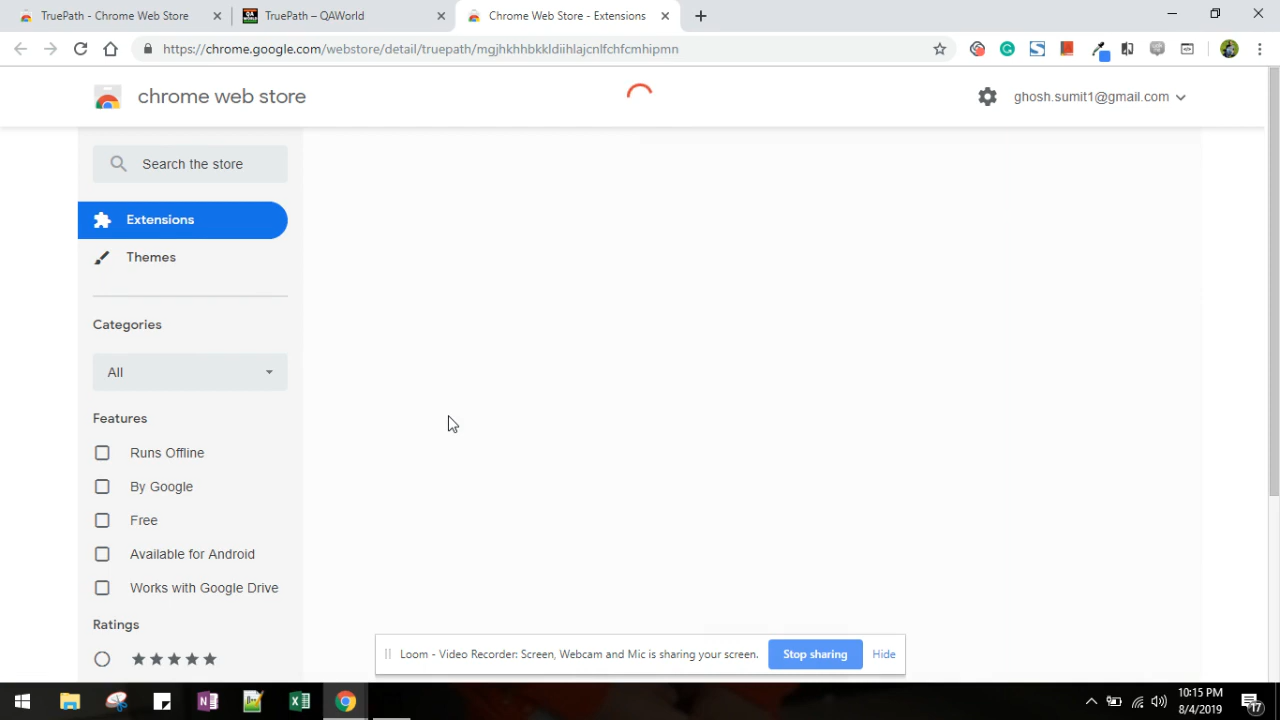 TruePath - Chrome Web Store
TruePath – QAWorld
Chrome Web Store - Extensions
https://chrome.google.com/webstore/detail/truepath/mgjhkhhbkkldiihlajcnlfchfcmhipmn
chrome web store
ghosh.sumit1@gmail.com
Search the store
Extensions
Themes
Categories
All
Features
Runs Offline
By Google
Free
Available for Android
Works with Google Drive
Ratings
Loom - Video Recorder: Screen, Webcam and Mic is sharing your screen.
Stop sharing
Hide
10:15 PM
8/4/2019
17